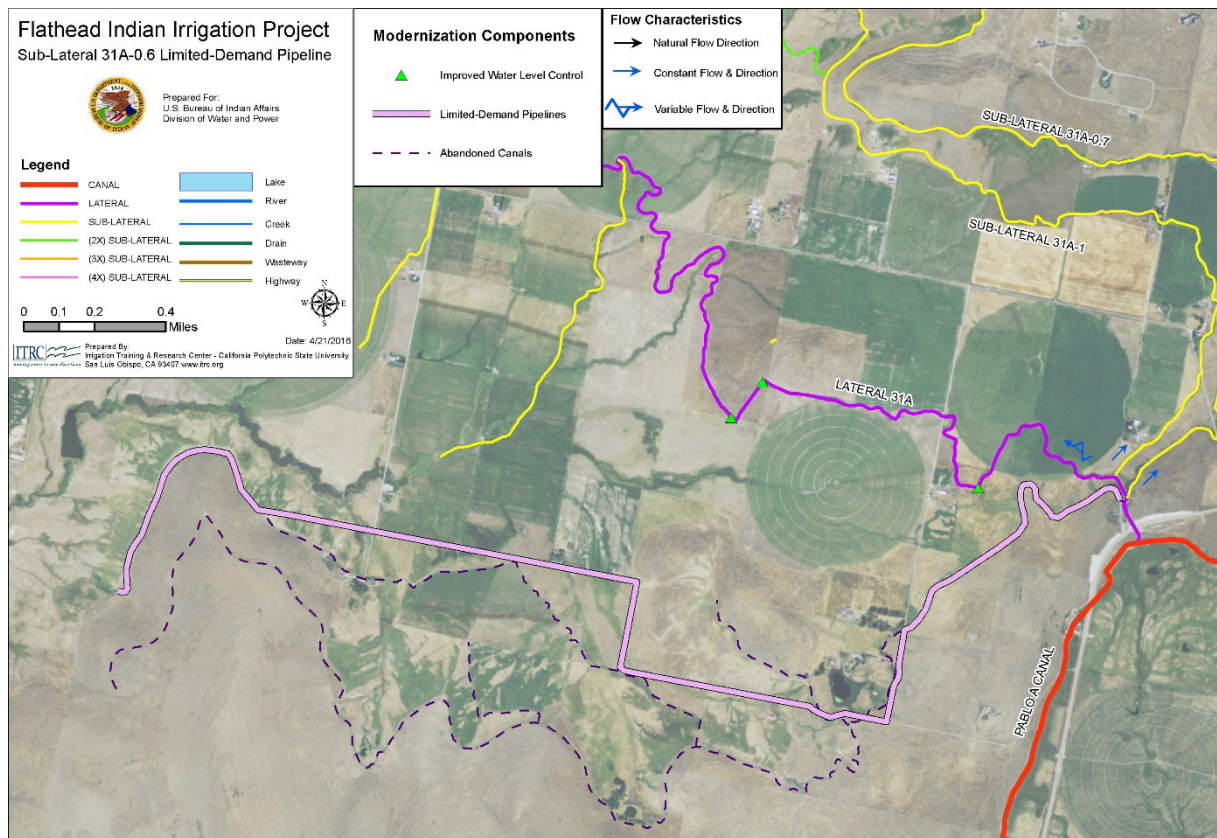 Flathead Indian Irrigation Project
Sub-Lateral 31A-0.6 Limited-Demand Pipeline
Prepared For:
U.S. Bureau of Indian Affairs
Division of Water and Power
Legend
CANAL
LATERAL
SUB-LATERAL
(2X) SUB-LATERAL
(3X) SUB-LATERAL
(4X) SUB-LATERAL
Lake
River
Creek
Drain
Wasteway
Highway
N
W E
S
0 0.1 0.2 0.4
Miles
Date: 4/21/2016
ITRC
Prepared By:
Irrigation Training & Research Center - California Polytechnic State University
San Luis Obispo, CA 93407 www.itrc.org
Modernization Components
Improved Water Level Control
Limited-Demand Pipelines
Abandoned Canals
Flow Characteristics
Natural Flow Direction
Constant Flow & Direction
Variable Flow & Direction
SUB-LATERAL 31A-0.7
SUB-LATERAL 31A-1
LATERAL 31A
PABLO A CANAL